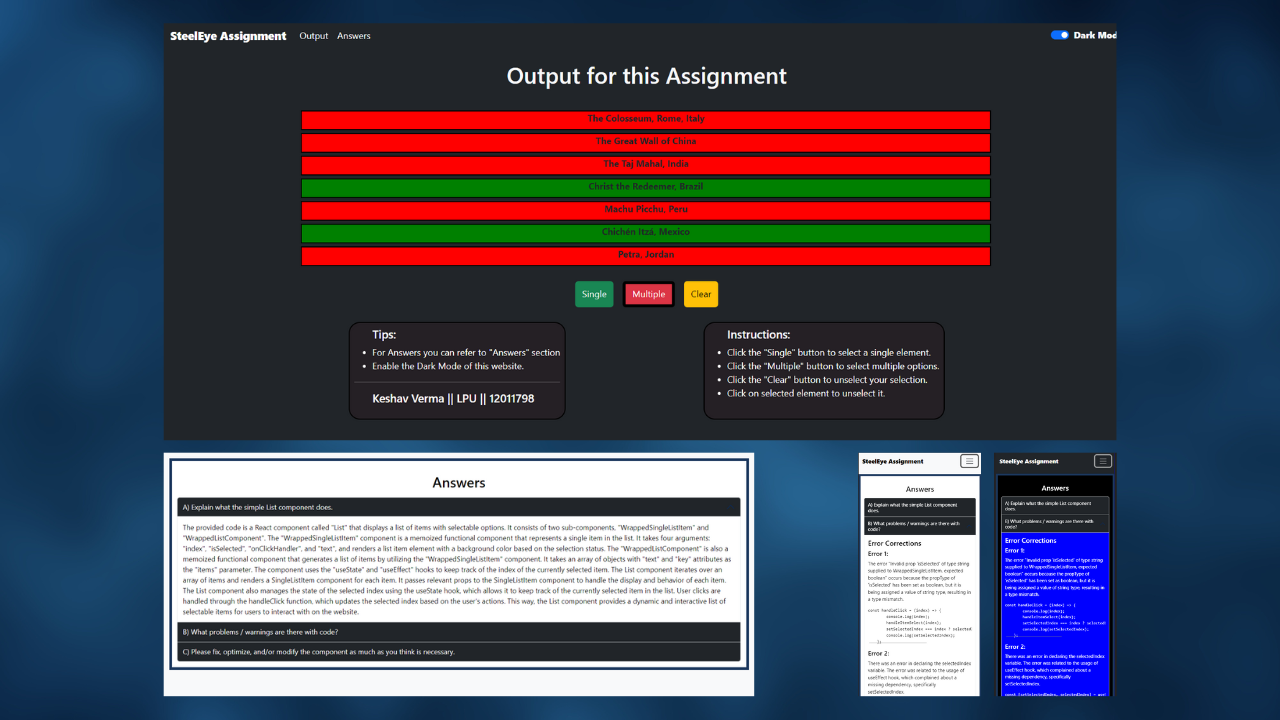 SteelEye Assignment Output Answers Dark Mod
Output for this Assignment
The Colosseum, Rome, Italy
The Great Wall of China
The Taj Mahal, India
Christ the Redeemer, Brazil
Machu Picchu, Peru
Chichén Itzá, Mexico
Petra, Jordan
Single Multiple Clear
Tips:
• For Answers you can refer to "Answers" section
• Enable the Dark Mode of this website.
Keshav Verma || LPU || 12011798
Instructions:
• Click the "Single" button to select a single element.
• Click the "Multiple" button to select multiple options.
• Click the "Clear" button to unselect your selection.
• Click on selected element to unselect it.
Answers
A) Explain what the simple List component does.
The provided code is a React component called "List" that displays a list of items with selectable options. It consists of two sub-components, "WrappedSingleListItem" and
"WrappedListComponent". The "WrappedSingleListItem" component is a memoized functional component that represents a single item in the list. It takes four arguments:
"index", "isSelected", "onClickHandler", and "text", and renders a list item element with a background color based on the selection status. The "WrappedListComponent" is also a
memoized functional component that generates a list of items by utilizing the "WrappedSingleListItem" component. It takes an array of objects with "text" and "key" attributes as
the "items" parameter. The component uses the "useState" and "useEffect" hooks to keep track of the index of the currently selected item. The List component iterates over an
array of items and renders a SingleListItem component for each item. It passes relevant props to the SingleListItem component to handle the display and behavior of each item.
The List component also manages the state of the selected index using the useState hook, which allows it to keep track of the currently selected item in the list. User clicks are
handled through the handleClick function, which updates the selected index based on the user's actions. This way, the List component provides a dynamic and interactive list of
selectable items for users to interact with on the website.
B) What problems / warnings are there with code?
C) Please fix, optimize, and/or modify the component as much as you think is necessary.
SteelEye Assignment
Answers
A) Explain what the simple List component
does.
B) What problems / warnings are there with
code?
Error Corrections
Error 1:
The error "Invalid prop 'isSelected' of type string
supplied to WrappedSingleListItem, expected
boolean" occurs because the propType of
'isSelected' has been set as boolean, but it is
being assigned a value of string type, resulting in
a type mismatch.
const handleClick = (index) => {
console.log(index);
handleItemSelect(index);
setSelectedIndex === index ? selected
console.log(setSelectedIndex);
Error 2:
There was an error in declaring the selectedIndex
variable. The error was related to the usage of
useEffect hook, which complained about a
missing dependency, specifically
setSelectedIndex.
SteelEye Assignment
Answers
A) Explain what the simple List component
does.
What problems / warnings are there with
code?
Error Corrections
Error 1:
The error "Invalid prop 'isSelected' of type string
supplied to WrappedSingleListItem, expected
boolean" occurs because the propType of
'isSelected' has been set as boolean, but it is
being assigned a value of string type, resulting in
a type mismatch.
const handleClick = (index) => {
console.log(index);
handleItemSelect(index);
setSelectedIndex === index ? selected
console.log(setSelectedIndex);
Error 2:
There was an error in declaring the selectedIndex
variable. The error was related to the usage of
useEffect hook, which complained about a
missing dependency, specifically
setSelectedIndex.